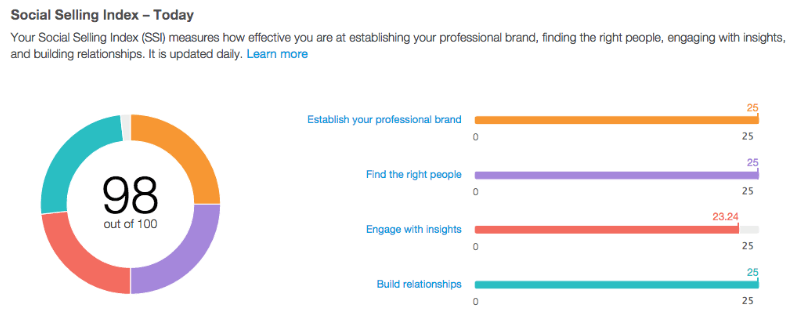 Social Selling Index – Today
Your Social Selling Index (SSI) measures how effective you are at establishing your professional brand, finding the right people, engaging with insights,
and building relationships. It is updated daily. Learn more
98
out of 100
25
Establish your professional brand
0
25
25
Find the right people
0
25
23.24
Engage with insights
0
25
25
Build relationships
0
25